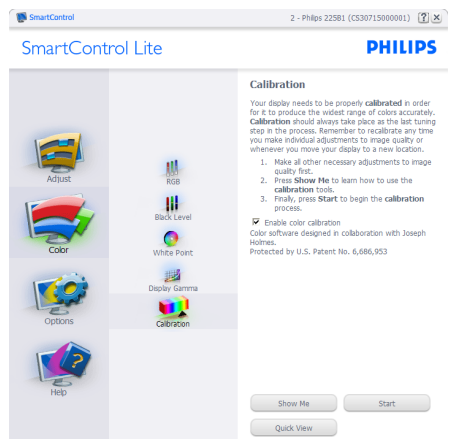 SmartControl
2 - Philips 225B1 (CS30715000001)
?
X
SmartControl Lite
PHILIPS
Adjust
Color
Options
Help
RGB
Black Level
White Point
Display Gamma
Calibration
Calibration
Your display needs to be properly calibrated in order
for it to produce the widest range of colors accurately.
Calibration should always take place as the last tuning
step in the process. Remember to recalibrate any time
you make individual adjustments to image quality or
whenever you move your display to a new location.
1. Make all other necessary adjustments to image
quality first.
2. Press Show Me to learn how to use the
calibration tools.
3. Finally, press Start to begin the calibration
process.
Enable color calibration
Color software designed in collaboration with Joseph
Holmes.
Protected by U.S. Patent No. 6,686,953
Show Me
Start
Quick View